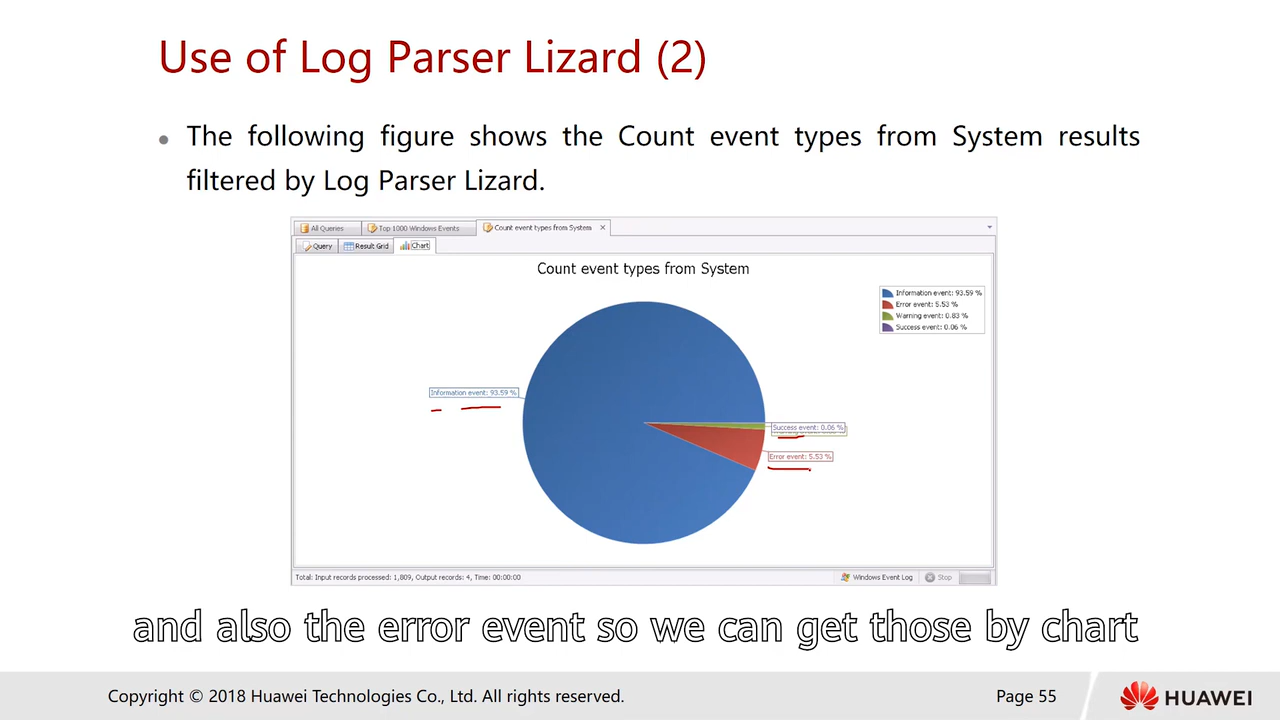 Use of Log Parser Lizard (2)
The following figure shows the Count event types from System results
filtered by Log Parser Lizard.
All Queries
Top 1000 Windows Events
Count event types from System
Query
Result Grid
Chart
Count event types from System
Information event: 93.59 %
Error event: 5.53 %
Warning event: 0.83 %
Success event: 0.06 %
Information event: 93.59 %
Success event: 0.06 %
Error event: 5.53 %
Total: Input records processed: 1,809, Output records: 4, Time: 00:00:00
Windows Event Log
Stop
and also the error event so we can get those by chart
Copyright © 2018 Huawei Technologies Co., Ltd. All rights reserved.
Page 55
HUAWEI